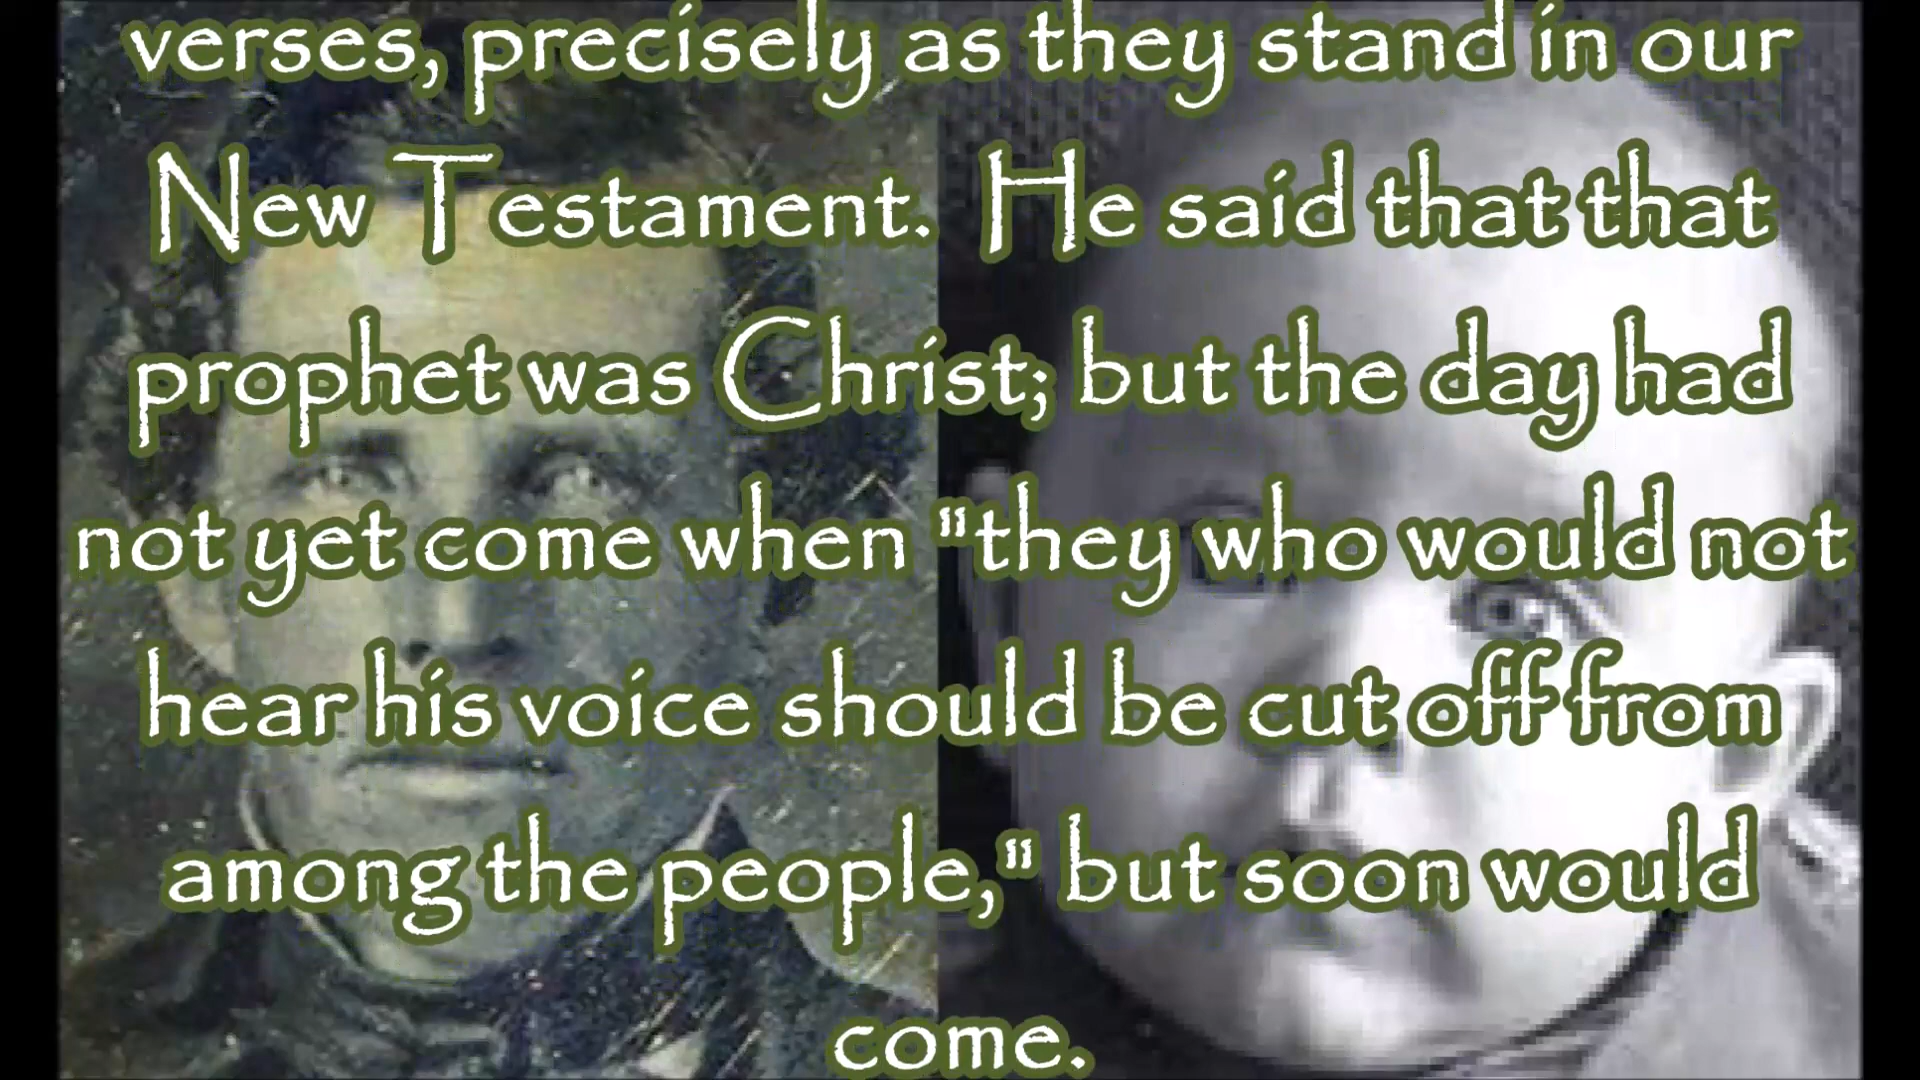 verses, precisely as they stand in our
New Testament. He said that that
prophet was Christ; but the day had
not yet come when "they who would not
hear his voice should be cut off from
among the people," but soon would
come.